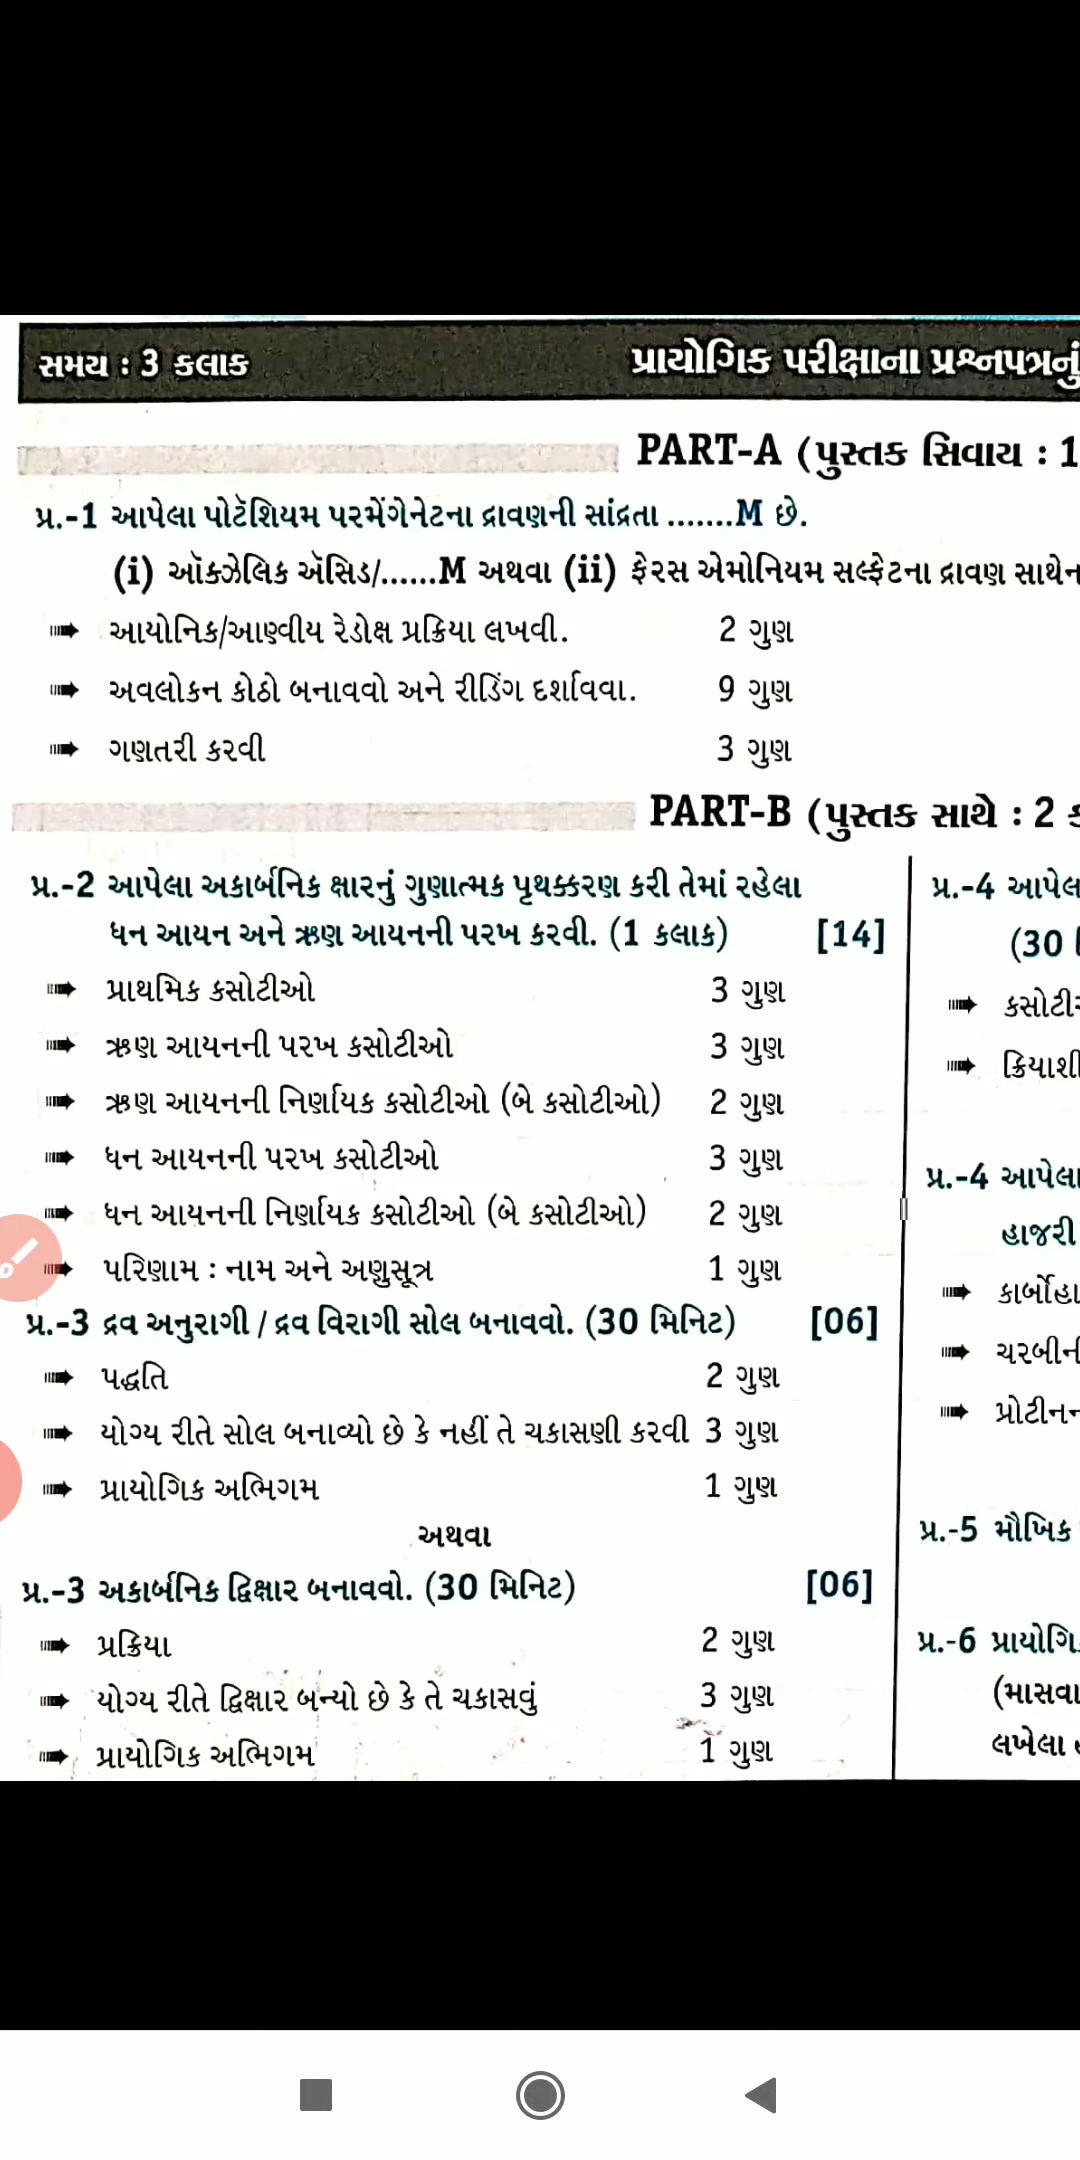 સમય : 3 કલાક
પ્રાયોગિક પરીક્ષાના પ્રશ્નપત્રનું
PART-A (પુસ્તક સિવાય : 1
પ્ર.-1 આપેલા પોટૅશિયમ પરમેંગેનેટના દ્રાવણની સાંદ્રતા .......M છે.
(i) ઑક્ઝેલિક ઍસિડ/......M અથવા (ii) ફેરસ એમોનિયમ સલ્ફેટના દ્રાવણ સાથેન
આયોનિક/આણ્વીય રેડોક્ષ પ્રક્રિયા લખવી. 2 ગુણ
અવલોકન કોઠો બનાવવો અને રીડિંગ દર્શાવવા. 9 ગુણ
ગણતરી કરવી 3 ગુણ
PART-B (પુસ્તક સાથે : 2 ક
પ્ર.-2 આપેલા અકાર્બનિક ક્ષારનું ગુણાત્મક પૃથક્કરણ કરી તેમાં રહેલા
ધન આયન અને ઋણ આયનની પરખ કરવી. (1 કલાક) [14]
પ્રાથમિક કસોટીઓ 3 ગુણ
ઋણ આયનની પરખ કસોટીઓ 3 ગુણ
ઋણ આયનની નિર્ણાયક કસોટીઓ (બે કસોટીઓ) 2 ગુણ
ધન આયનની પરખ કસોટીઓ 3 ગુણ
ધન આયનની નિર્ણાયક કસોટીઓ (બે કસોટીઓ) 2 ગુણ
પરિણામ : નામ અને અણુસૂત્ર 1 ગુણ
પ્ર.-3 દ્રવ અનુરાગી / દ્રવ વિરાગી સોલ બનાવવો. (30 મિનિટ) [06]
પદ્ધતિ 2 ગુણ
યોગ્ય રીતે સોલ બનાવ્યો છે કે નહીં તે ચકાસણી કરવી 3 ગુણ
પ્રાયોગિક અભિગમ 1 ગુણ
અથવા
પ્ર.-3 અકાર્બનિક દ્વિક્ષાર બનાવવો. (30 મિનિટ) [06]
પ્રક્રિયા 2 ગુણ
યોગ્ય રીતે દ્વિક્ષાર બન્યો છે કે તે ચકાસવું 3 ગુણ
પ્રાયોગિક અભિગમ 1 ગુણ
પ્ર.-4 આપેલ
(30
કસોટી
ક્રિયાશી
પ્ર.-4 આપેલા
હાજરી
કાર્બોહા
ચરબીની
પ્રોટીનન
પ્ર.-5 મૌખિક
પ્ર.-6 પ્રાયોગિ
(માસવા
લખેલા